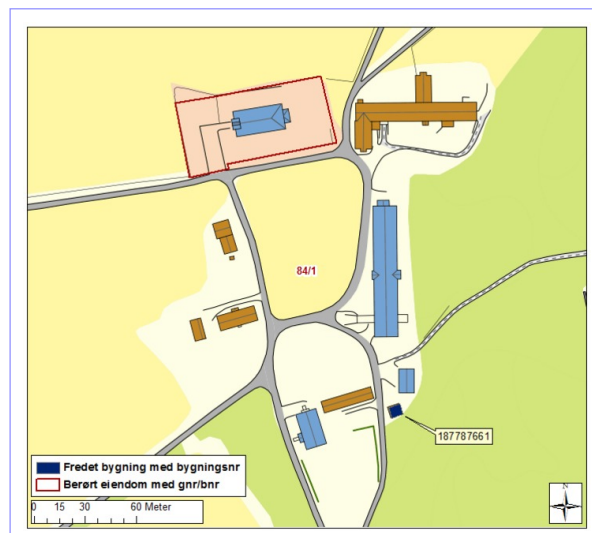 84/1
187787661
Fredet bygning med bygningsnr
Berørt eiendom med gnr/bnr
0 15 30 60 Meter
N